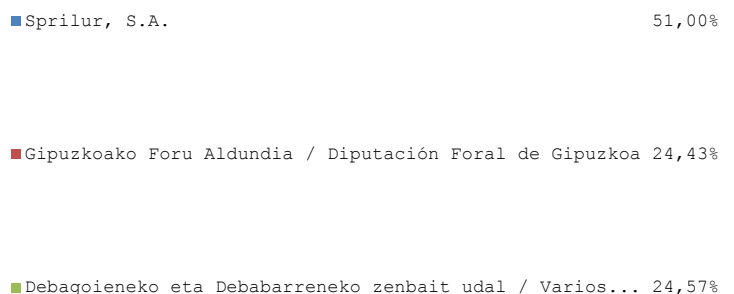 Sprilur, S.A. 51,00%
Gipuzkoako Foru Aldundia / Diputación Foral de Gipuzkoa 24,43%
Debagoieneko eta Debabarreneko zenbait udal / Varios... 24,57%